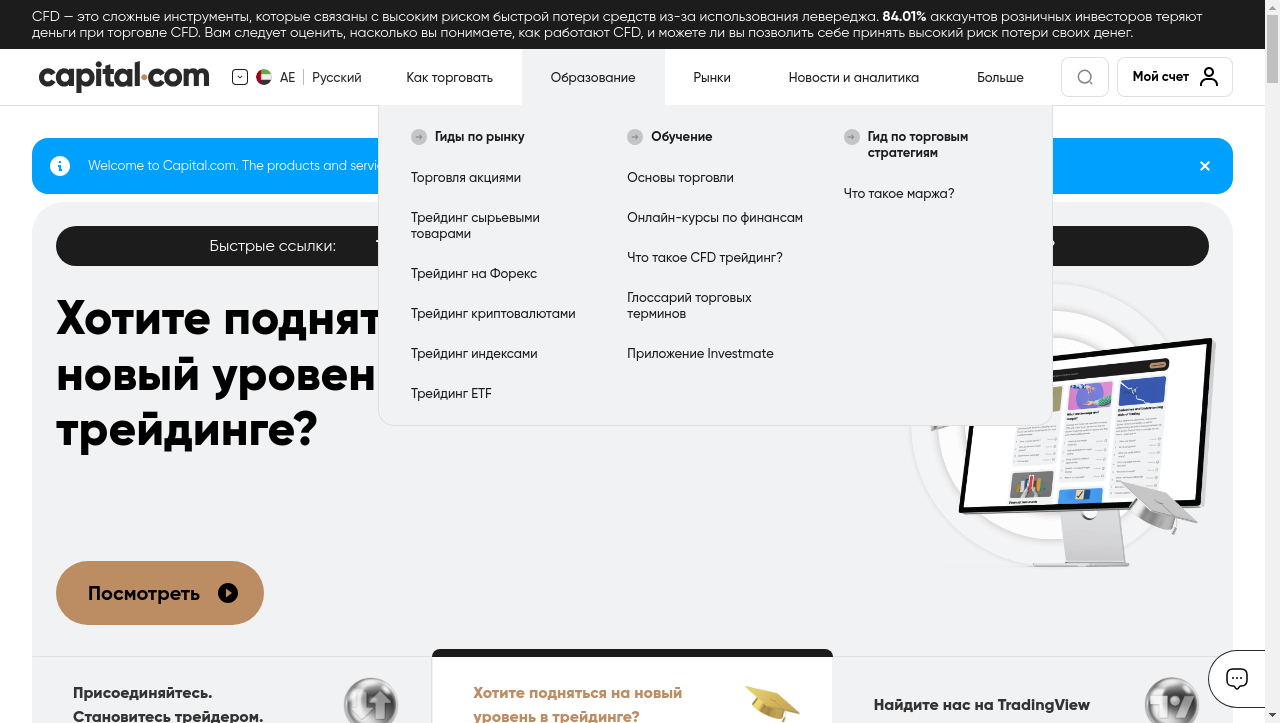 CFD — это сложные инструменты, которые связаны с высоким риском быстрой потери средств из-за использования левереджа. 84.01% аккаунтов розничных инвесторов теряют
деньги при торговле CFD. Вам следует оценить, насколько вы понимаете, как работают CFD, и можете ли вы позволить себе принять высокий риск потери своих денег.
capital.com
AE
Русский
Как торговать
Образование
Рынки
Новости и аналитика
Больше
Мой счет
Welcome to Capital.com. The products and
Гиды по рынку
Торговля акциями
Трейдинг сырьевыми
товарами
Трейдинг на Форекс
Трейдинг криптовалютами
Трейдинг индексами
Трейдинг ETF
Обучение
Основы торговли
Онлайн-курсы по финансам
Что такое CFD трейдинг?
Глоссарий торговых
терминов
Приложение Investmate
Гид по торговым
стратегиям
Что такое маржа?
Быстрые ссылки:
Хотите
новый
трейдинге?
Посмотреть
Присоединяйтесь.
Становитесь трейдером.
Хотите подняться на новый
уровень в трейдинге?
Найдите нас на TradingView